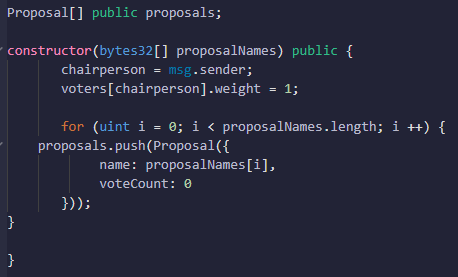 Proposal[] public proposals;
constructor(bytes32[] proposalNames) public {
chairperson = msg.sender;
voters[chairperson].weight = 1;
for (uint i = 0; i < proposalNames.length; i ++) {
proposals.push(Proposal({
name: proposalNames[i],
voteCount: 0
}));
}
}